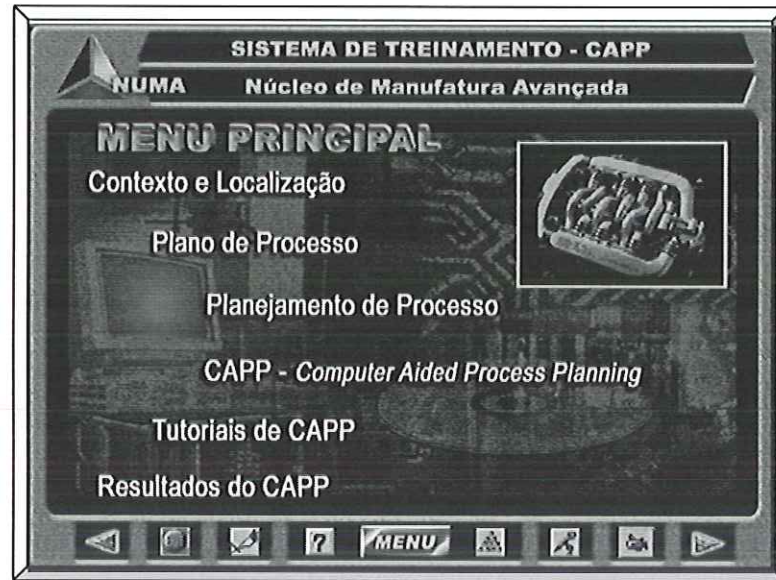 SISTEMA DE TREINAMENTO - CAPP
NUMA Núcleo de Manufatura Avançada
MENU PRINCIPAL
Contexto e Localização
Plano de Processo
Planejamento de Processo
CAPP - Computer Aided Process Planning
Tutoriais de CAPP
Resultados do CAPP
? MENU